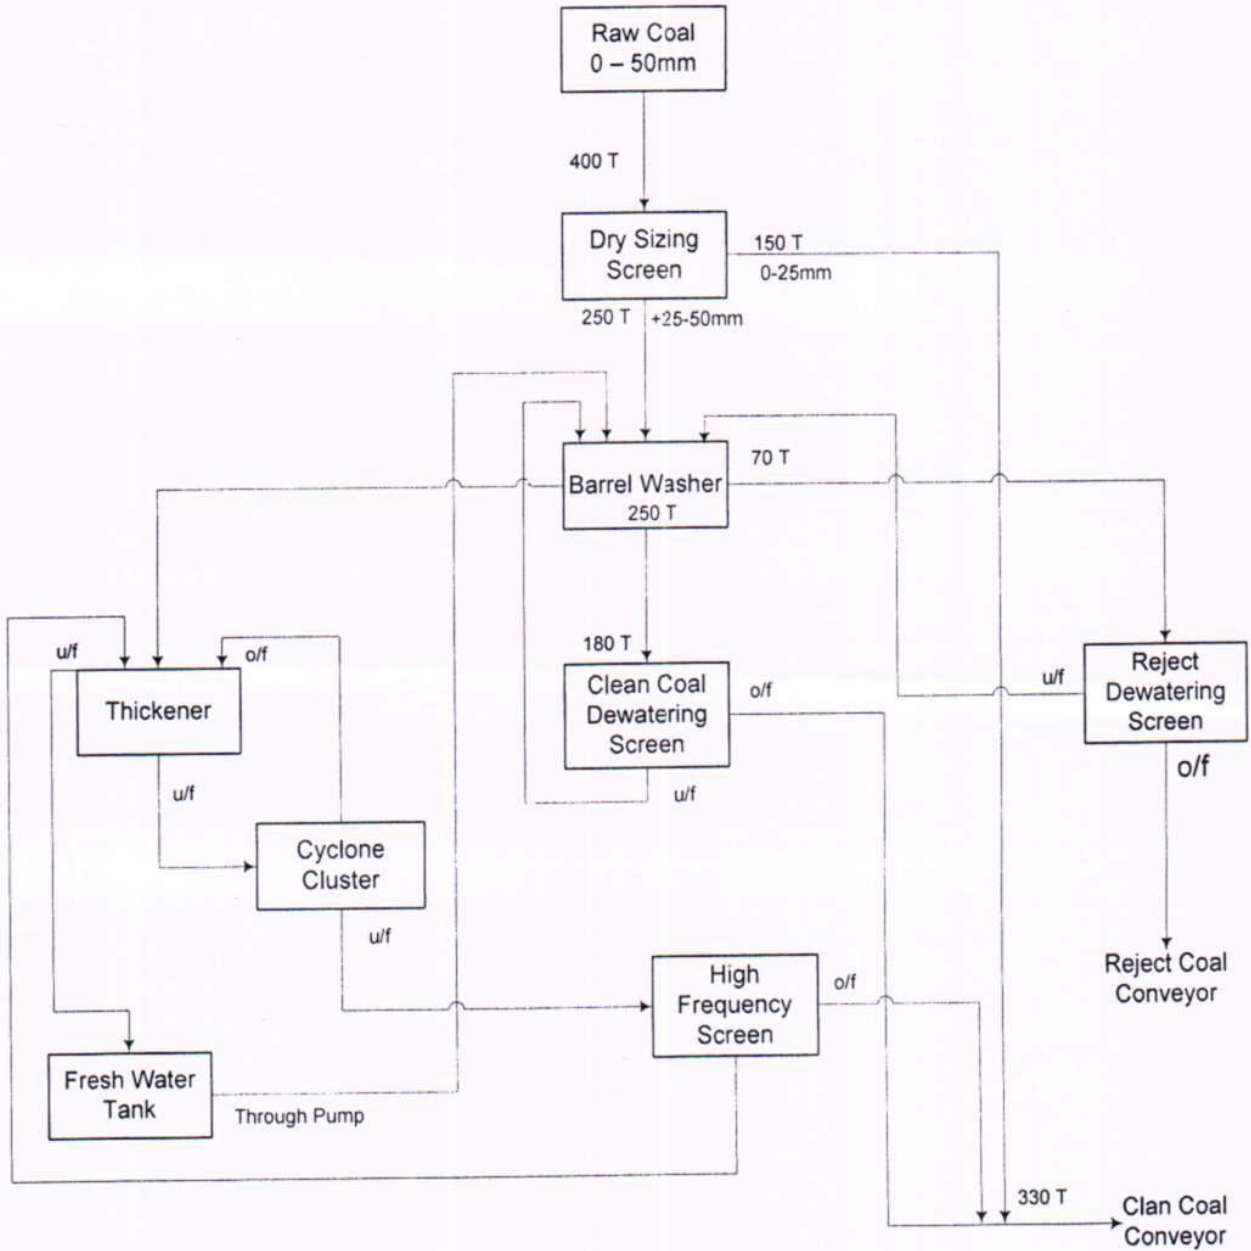 Raw Coal
0 – 50mm
400 T
Dry Sizing
Screen
150 T
0-25mm
250 T
+25-50mm
Barrel Washer
250 T
70 T
180 T
u/f
o/f
Thickener
Clean Coal
Dewatering
Screen
o/f
u/f
Reject
Dewatering
Screen
o/f
u/f
u/f
Cyclone
Cluster
u/f
High
Frequency
Screen
o/f
Reject Coal
Conveyor
Fresh Water
Tank
Through Pump
330 T
Clan Coal
Conveyor